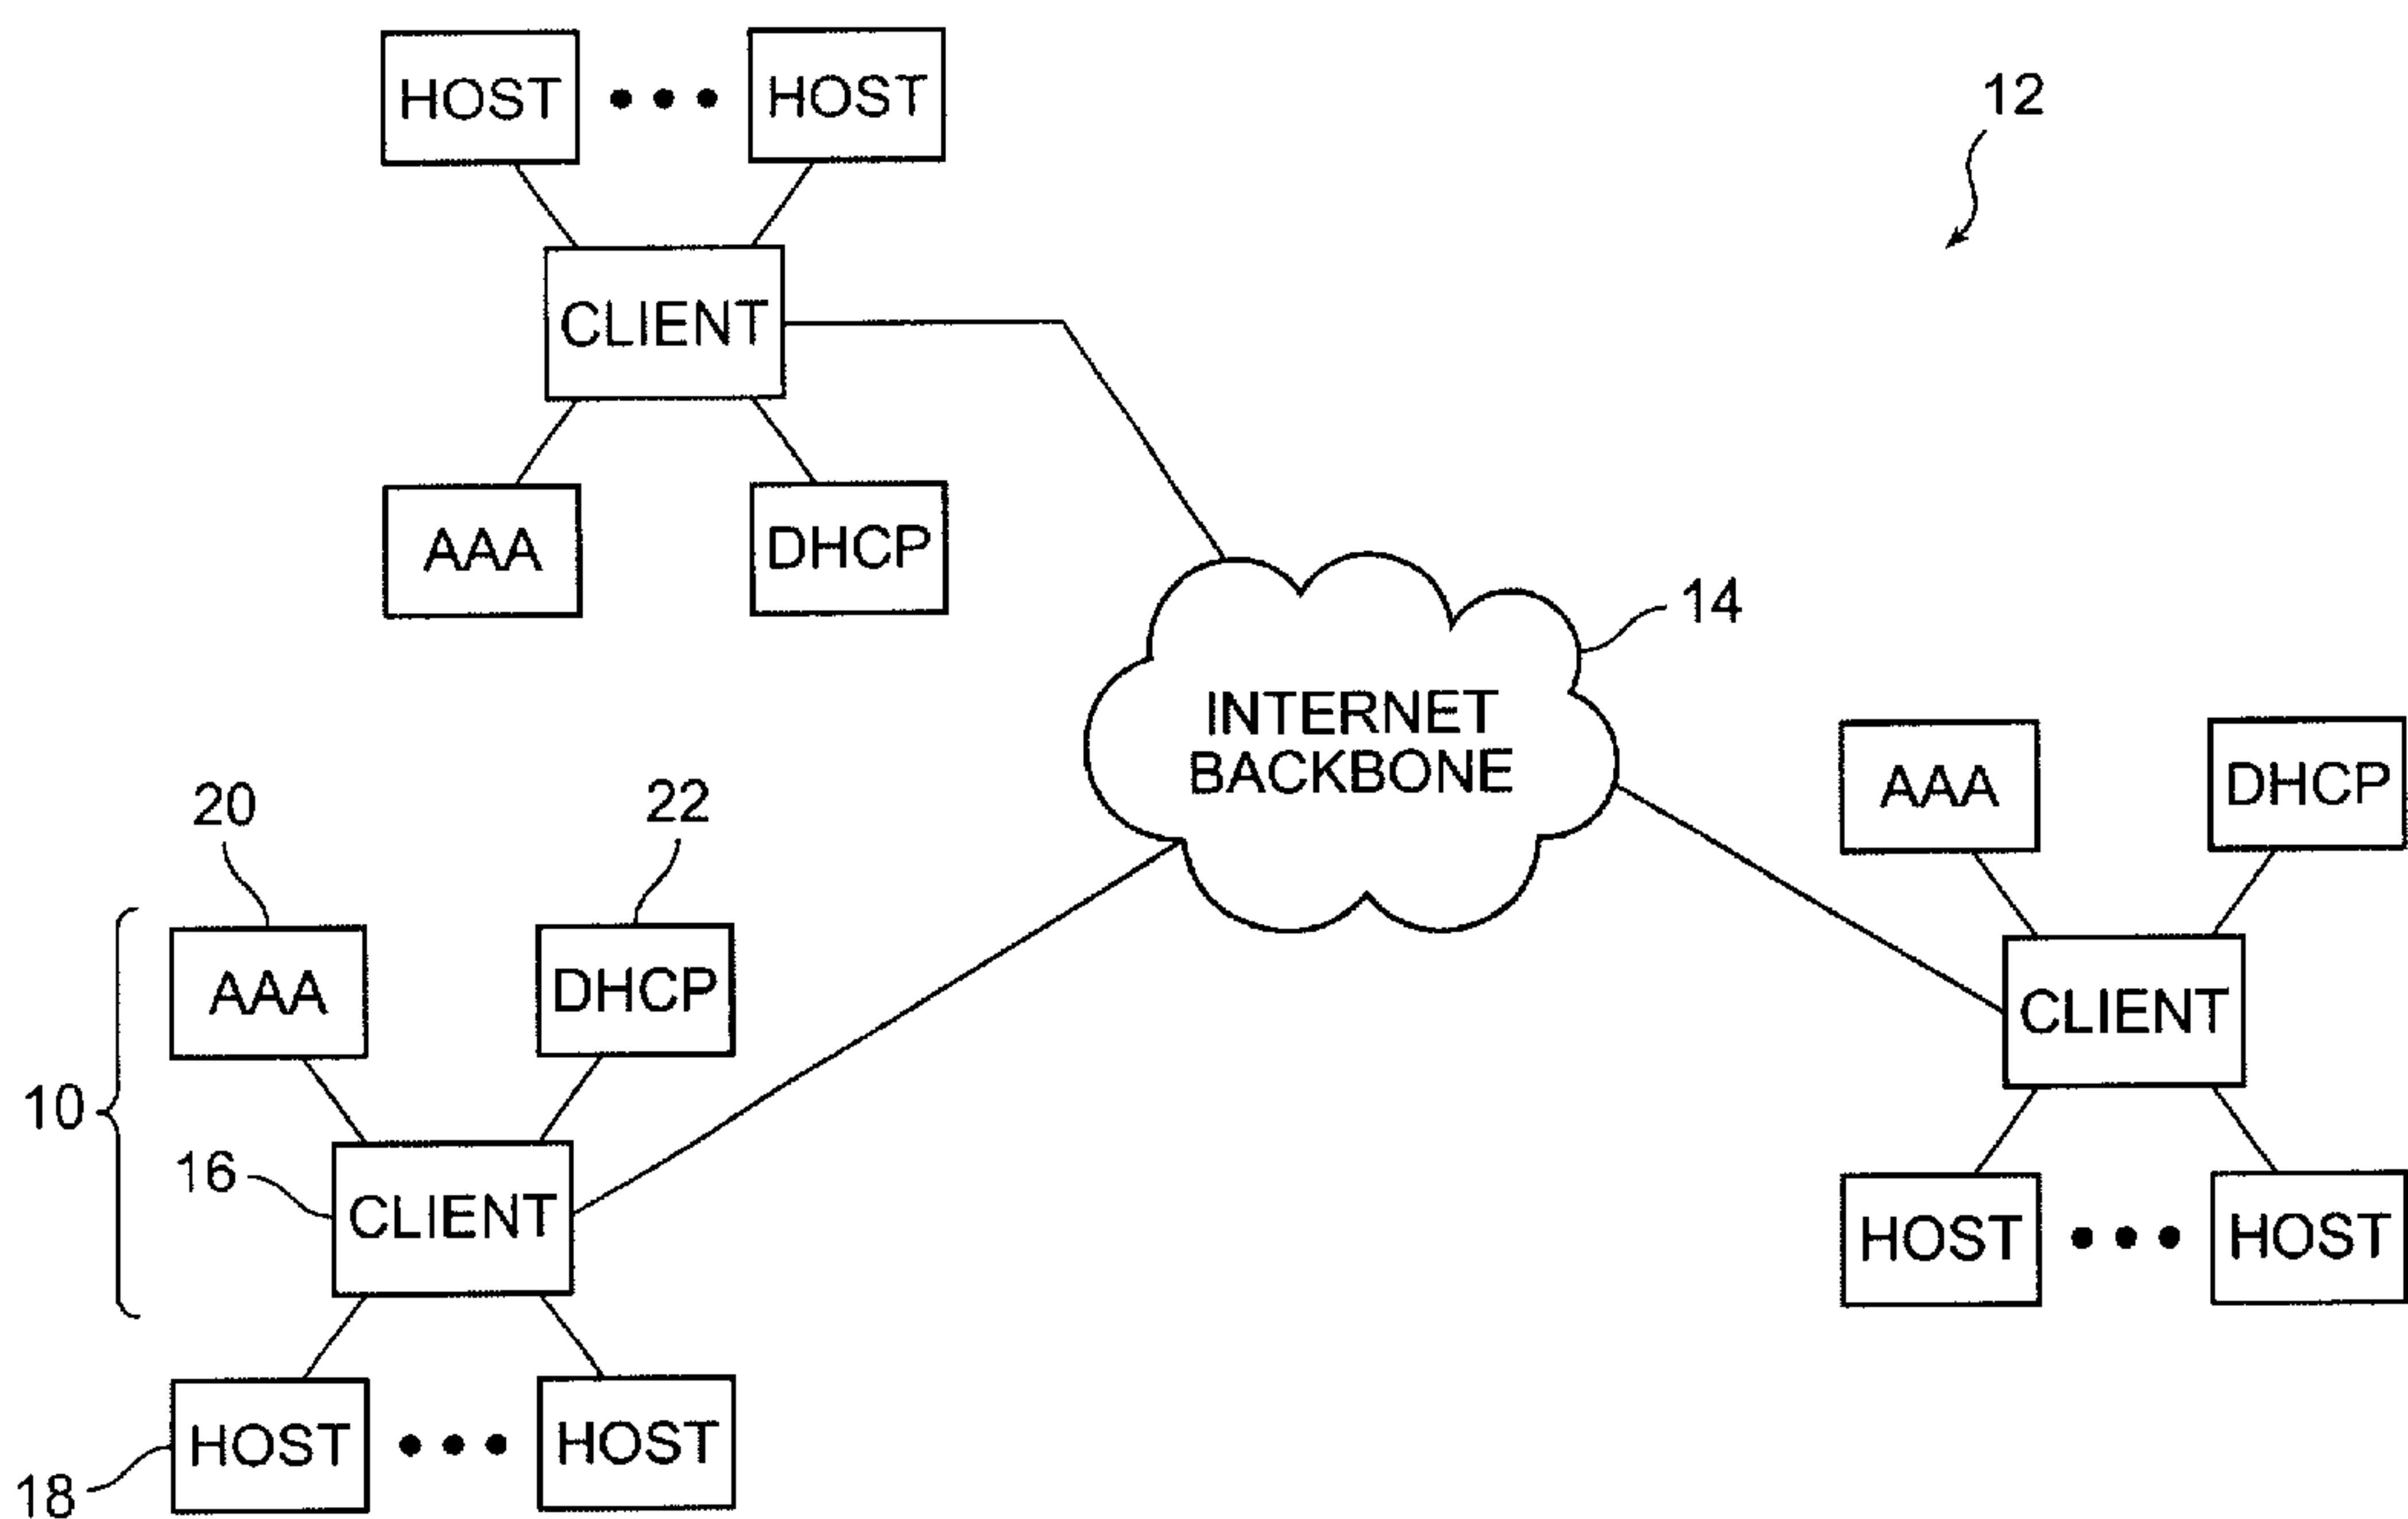 HOST HOST
12
CLIENT
AAA DHCP
14
INTERNET
BACKBONE
AAA DHCP
CLIENT
HOST HOST
20 22
AAA DHCP
10
16
CLIENT
HOST HOST
18